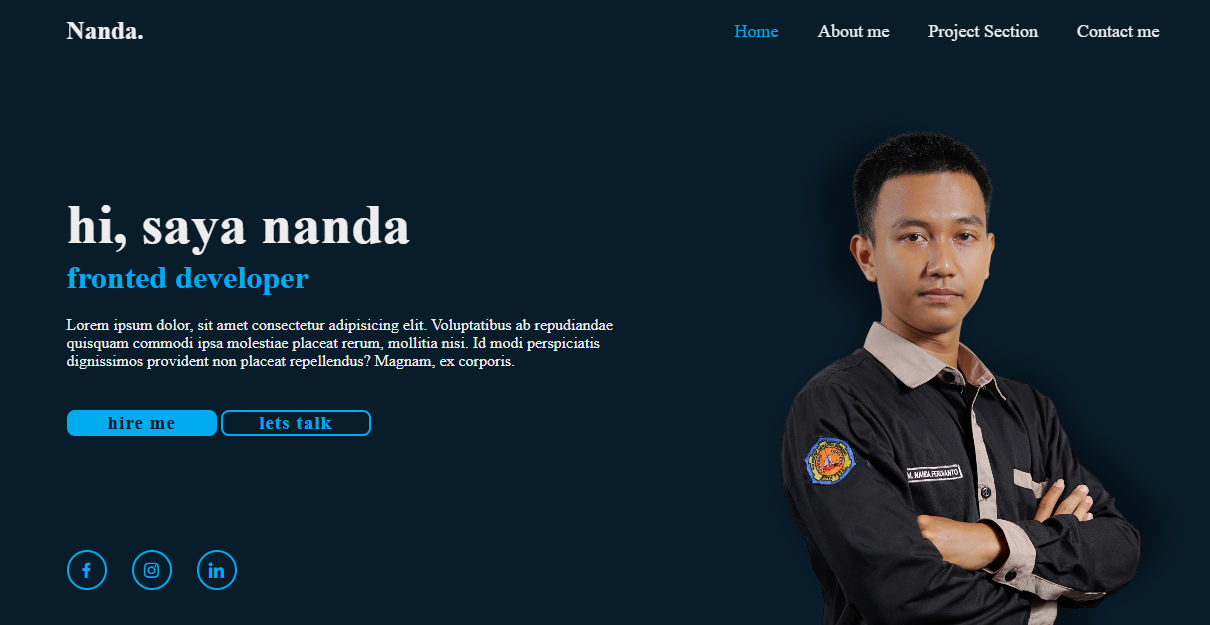 Nanda.
Home About me Project Section Contact me
hi, saya nanda
fronted developer
Lorem ipsum dolor, sit amet consectetur adipisicing elit. Voluptatibus ab repudiandae
quisquam commodi ipsa molestiae placeat rerum, mollitia nisi. Id modi perspiciatis
dignissimos provident non placeat repellendus? Magnam, ex corporis.
hire me lets talk
M. NANDA FERDIANTO